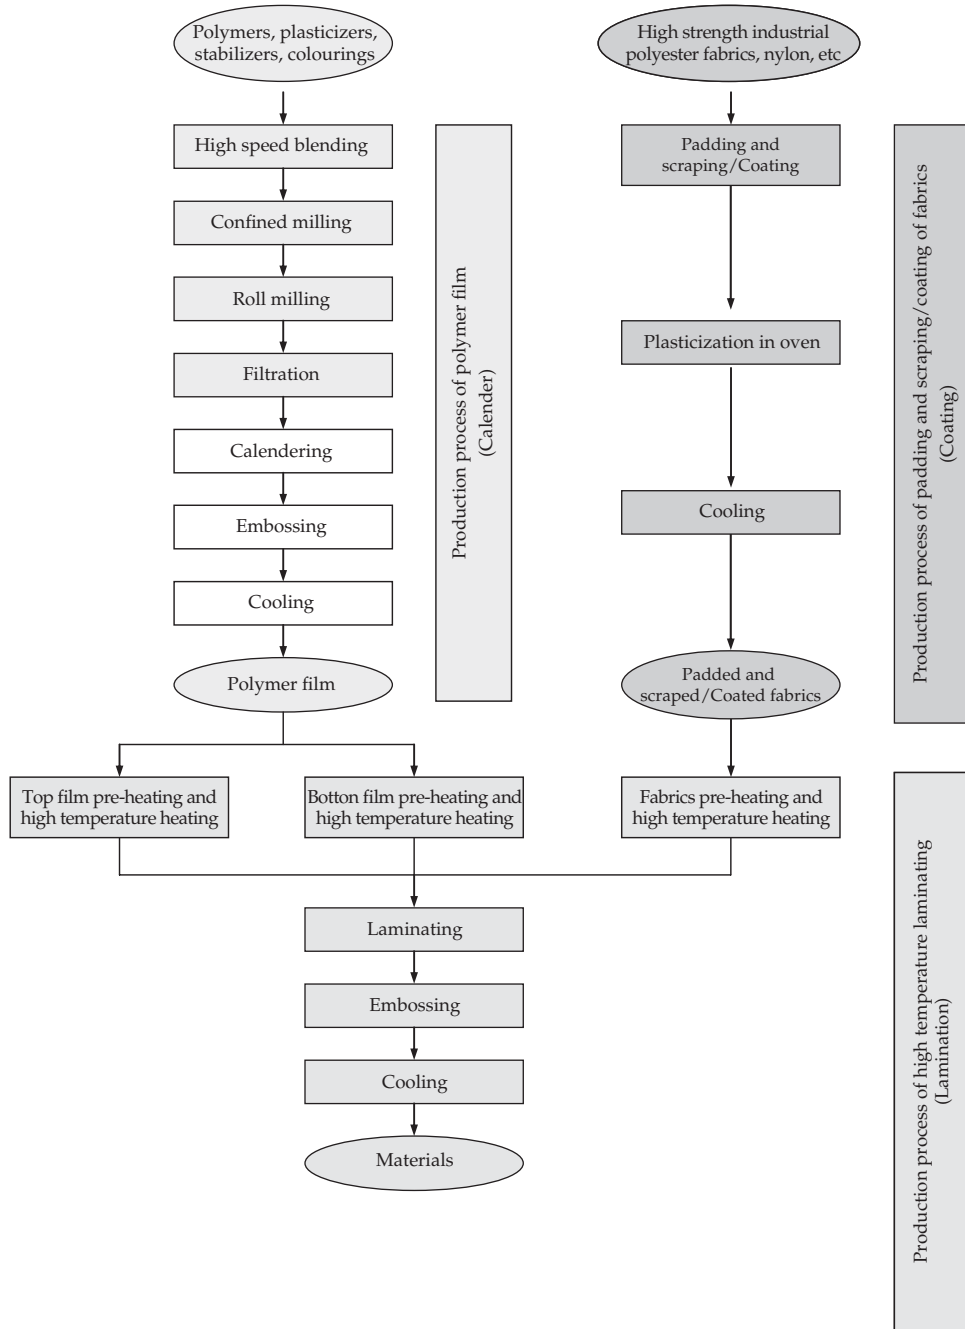 Polymers, plasticizers,
stabilizers, colourings
High strength industrial
polyester fabrics, nylon, etc
High speed blending
Confined milling
Roll milling
Filtration
Calendering
Embossing
Cooling
Polymer film
Production process of polymer film
(Calender)
Padding and
scraping/Coating
Plasticization in oven
Cooling
Padded and
scraped/Coated fabrics
Production process of padding and scraping/coating of fabrics
(Coating)
Top film pre-heating and
high temperature heating
Botton film pre-heating and
high temperature heating
Fabrics pre-heating and
high temperature heating
Laminating
Embossing
Cooling
Materials
Production process of high temperature laminating
(Lamination)